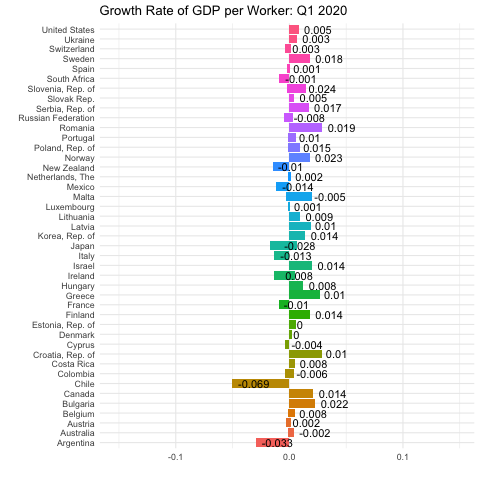 Growth Rate of GDP per Worker: Q1 2020
United States 0.005
Ukraine 0.003
Switzerland 0.003
Sweden 0.018
Spain 0.001
South Africa -0.001
Slovenia, Rep. of 0.024
Slovak Rep. 0.005
Serbia, Rep. of 0.017
Russian Federation -0.008
Romania 0.019
Portugal 0.01
Poland, Rep. of 0.015
Norway 0.023
New Zealand -0.01
Netherlands, The 0.002
Mexico -0.014
Malta -0.005
Luxembourg 0.001
Lithuania 0.009
Latvia 0.01
Korea, Rep. of 0.014
Japan -0.028
Italy -0.013
Israel 0.014
Ireland 0.008
Hungary 0.008
Greece 0.01
France -0.01
Finland 0.014
Estonia, Rep. of 0
Denmark 0
Cyprus -0.004
Croatia, Rep. of 0.01
Costa Rica 0.008
Colombia -0.006
Chile -0.069
Canada 0.014
Bulgaria 0.022
Belgium 0.008
Austria 0.002
Australia -0.002
Argentina -0.033
-0.1 0.0 0.1